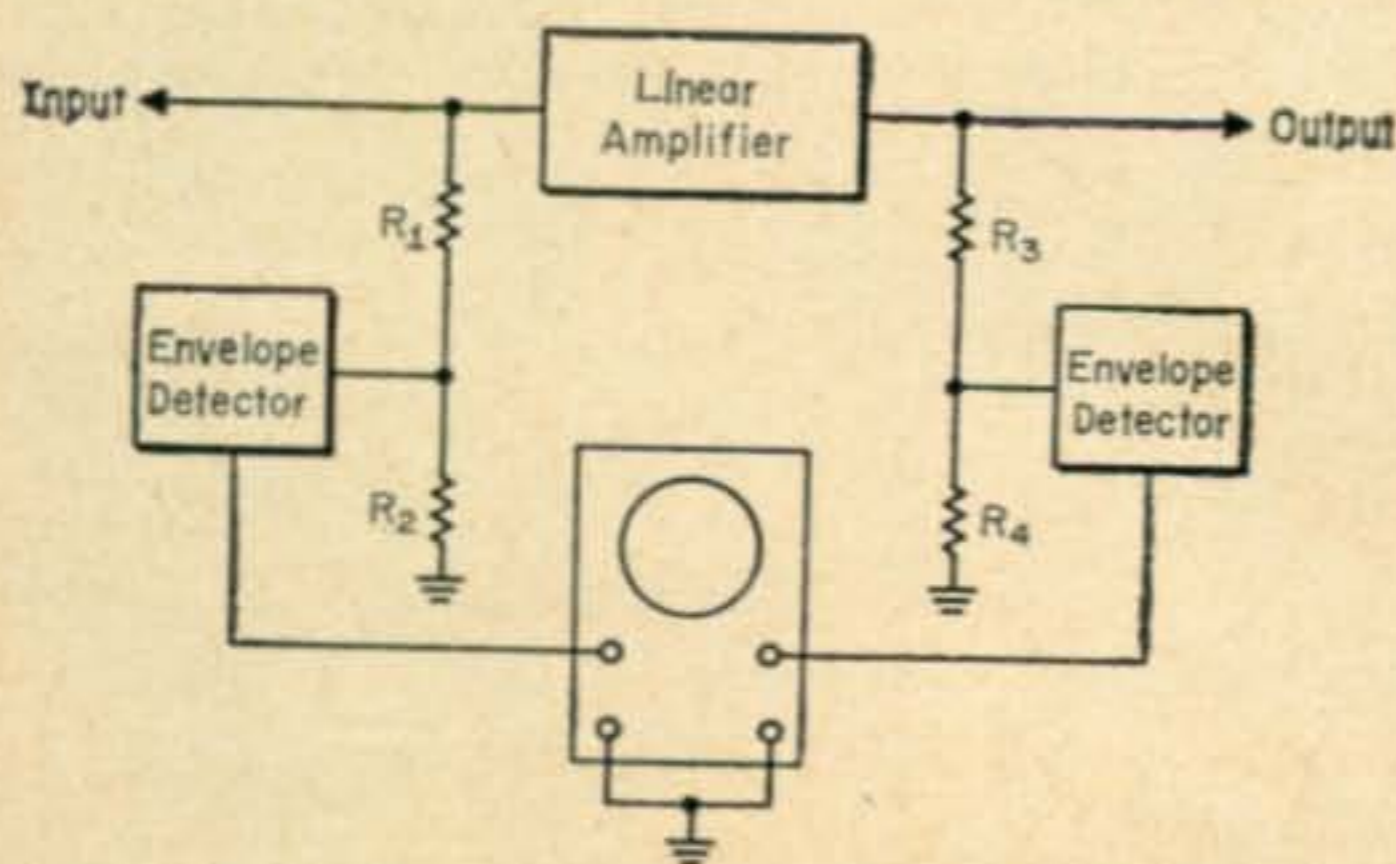 Input
Linear
Amplifier
Output
R1
R3
Envelope
Detector
Envelope
Detector
R2
R4